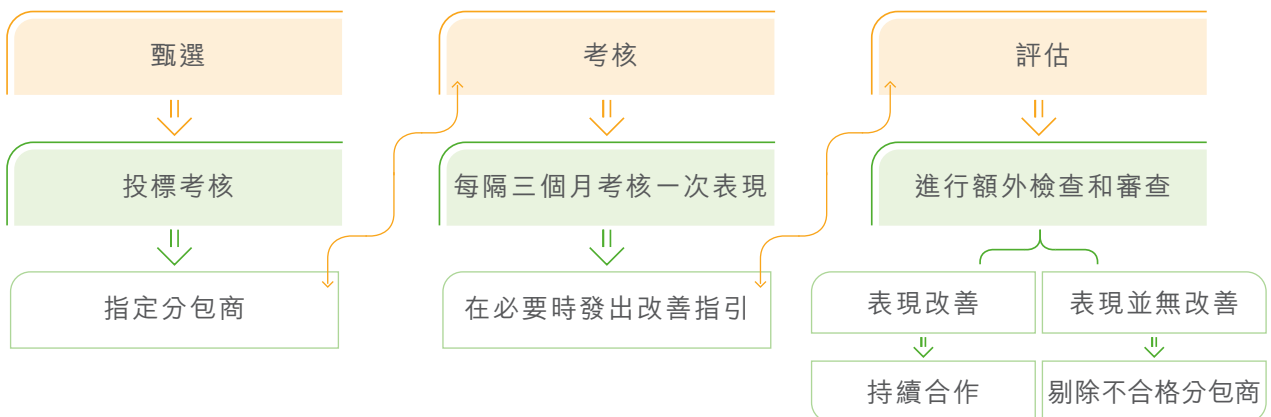 甄選
投標考核
指定分包商
考核
每隔三個月考核一次表現
在必要時發出改善指引
評估
進行額外檢查和審查
表現改善
表現並無改善
持續合作
剔除不合格分包商